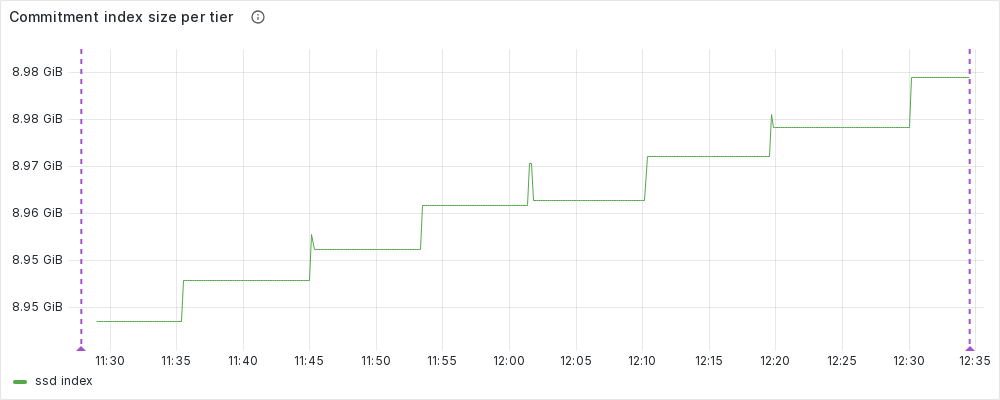 Commitment index size per tier
8.98 GiB
8.98 GiB
8.97 GiB
8.96 GiB
8.95 GiB
8.95 GiB
11:30 11:35 11:40 11:45 11:50 11:55 12:00 12:05 12:10 12:15 12:20 12:25 12:30 12:35
ssd index